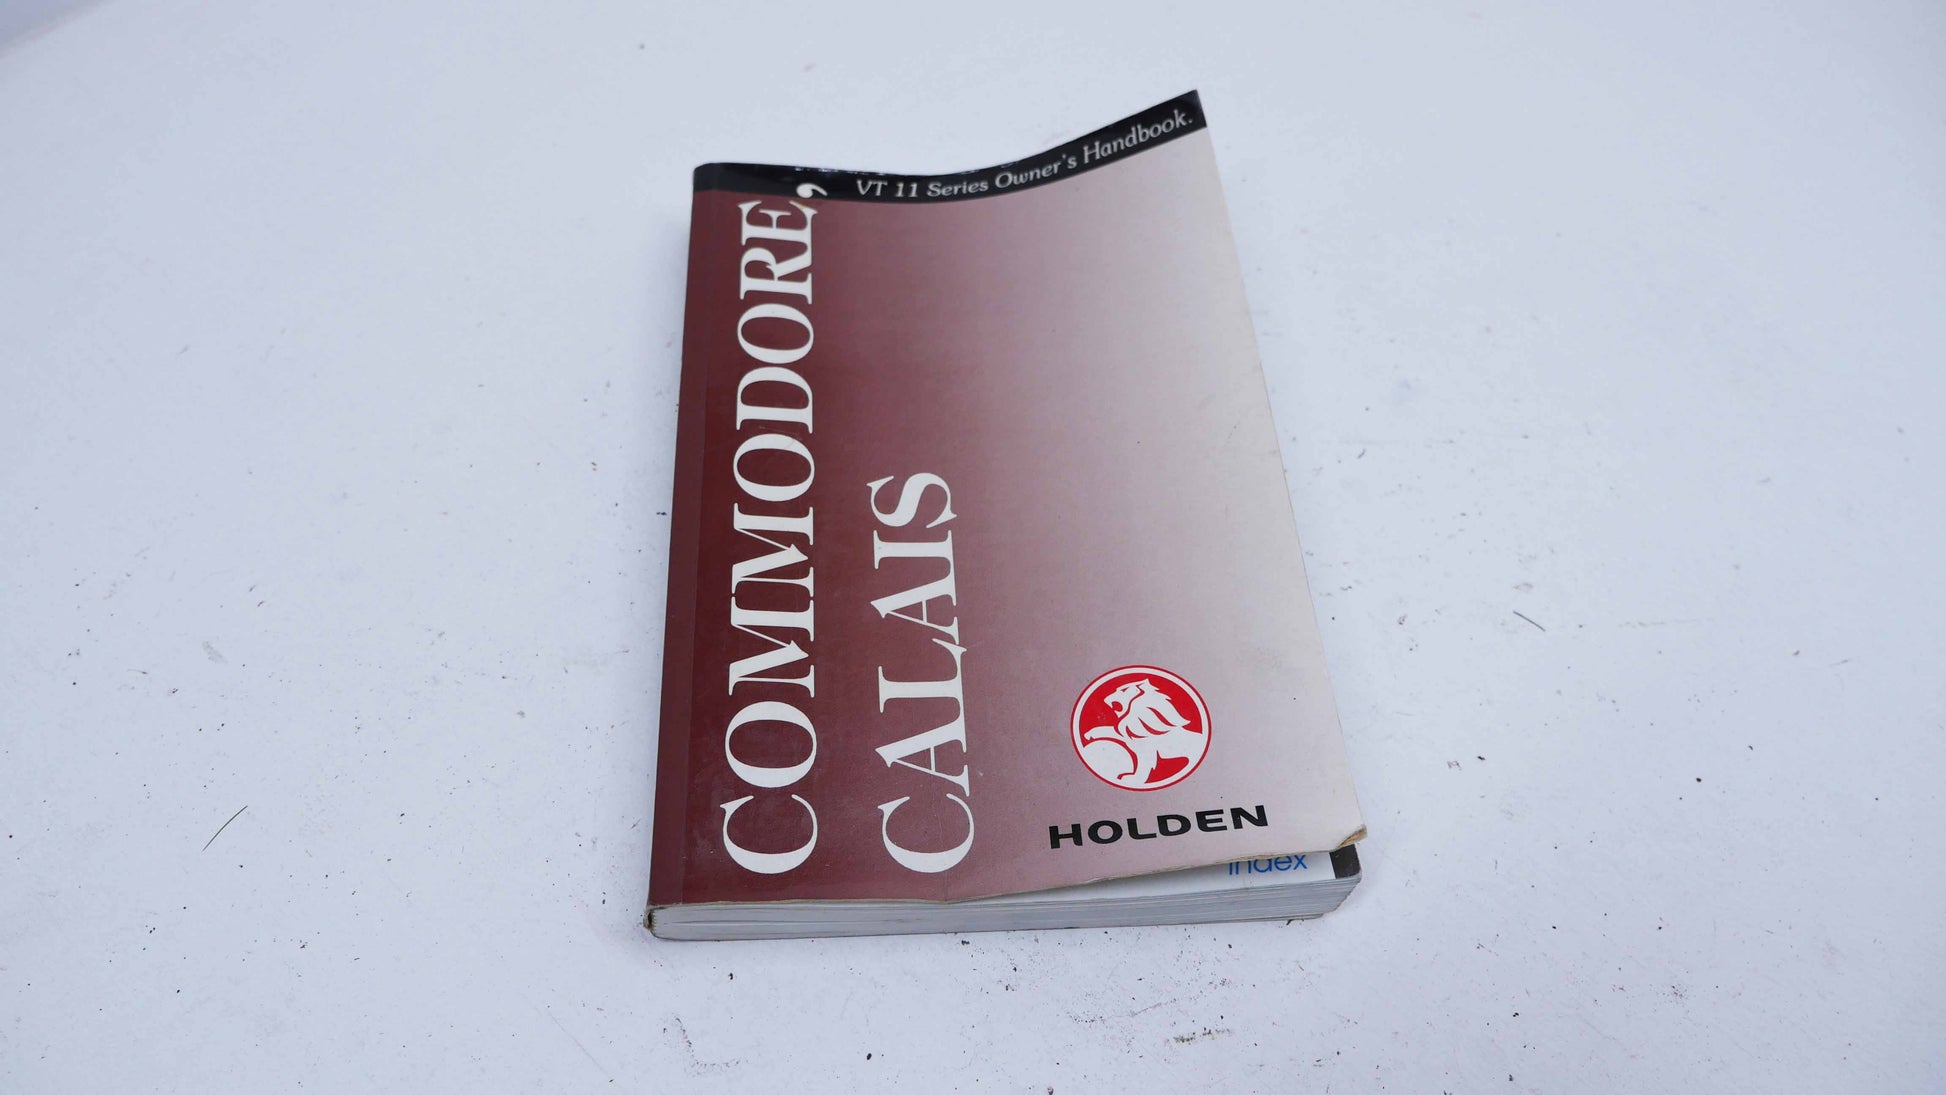 VT 11 Series Owner's Handbook.
COMMODORE,
CALAIS
HOLDEN
index